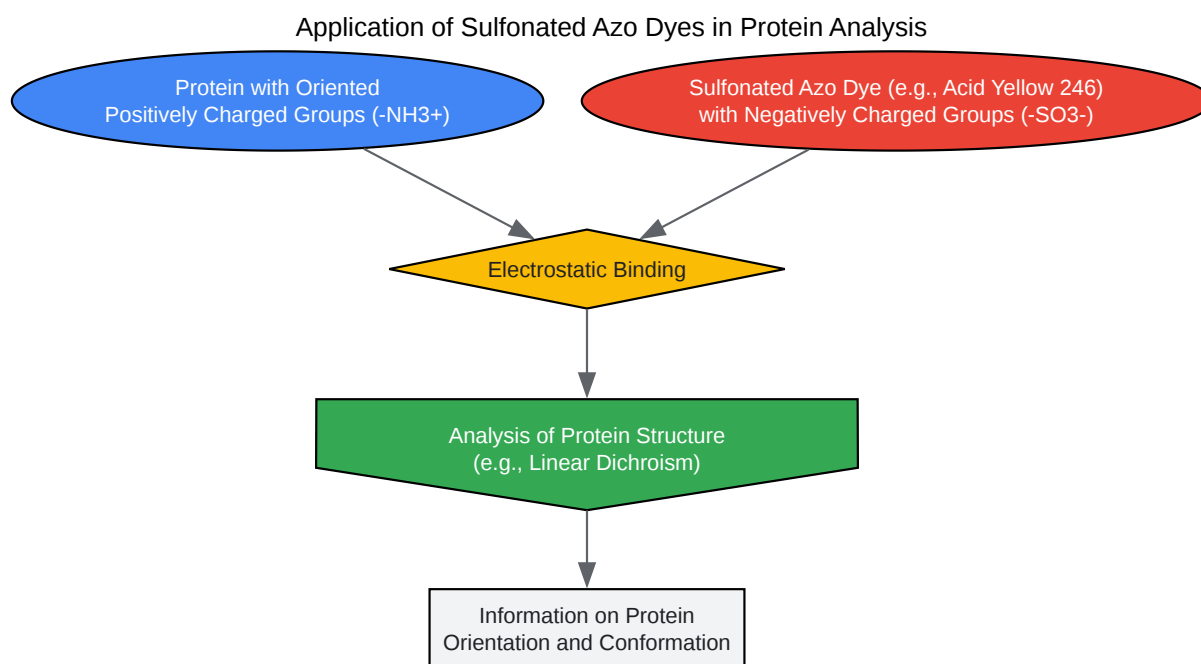 Application of Sulfonated Azo Dyes in Protein Analysis
Protein with Oriented
Positively Charged Groups (-NH3+)
Sulfonated Azo Dye (e.g., Acid Yellow 246)
with Negatively Charged Groups (-SO3-)
Electrostatic Binding
Analysis of Protein Structure
(e.g., Linear Dichroism)
Information on Protein
Orientation and Conformation